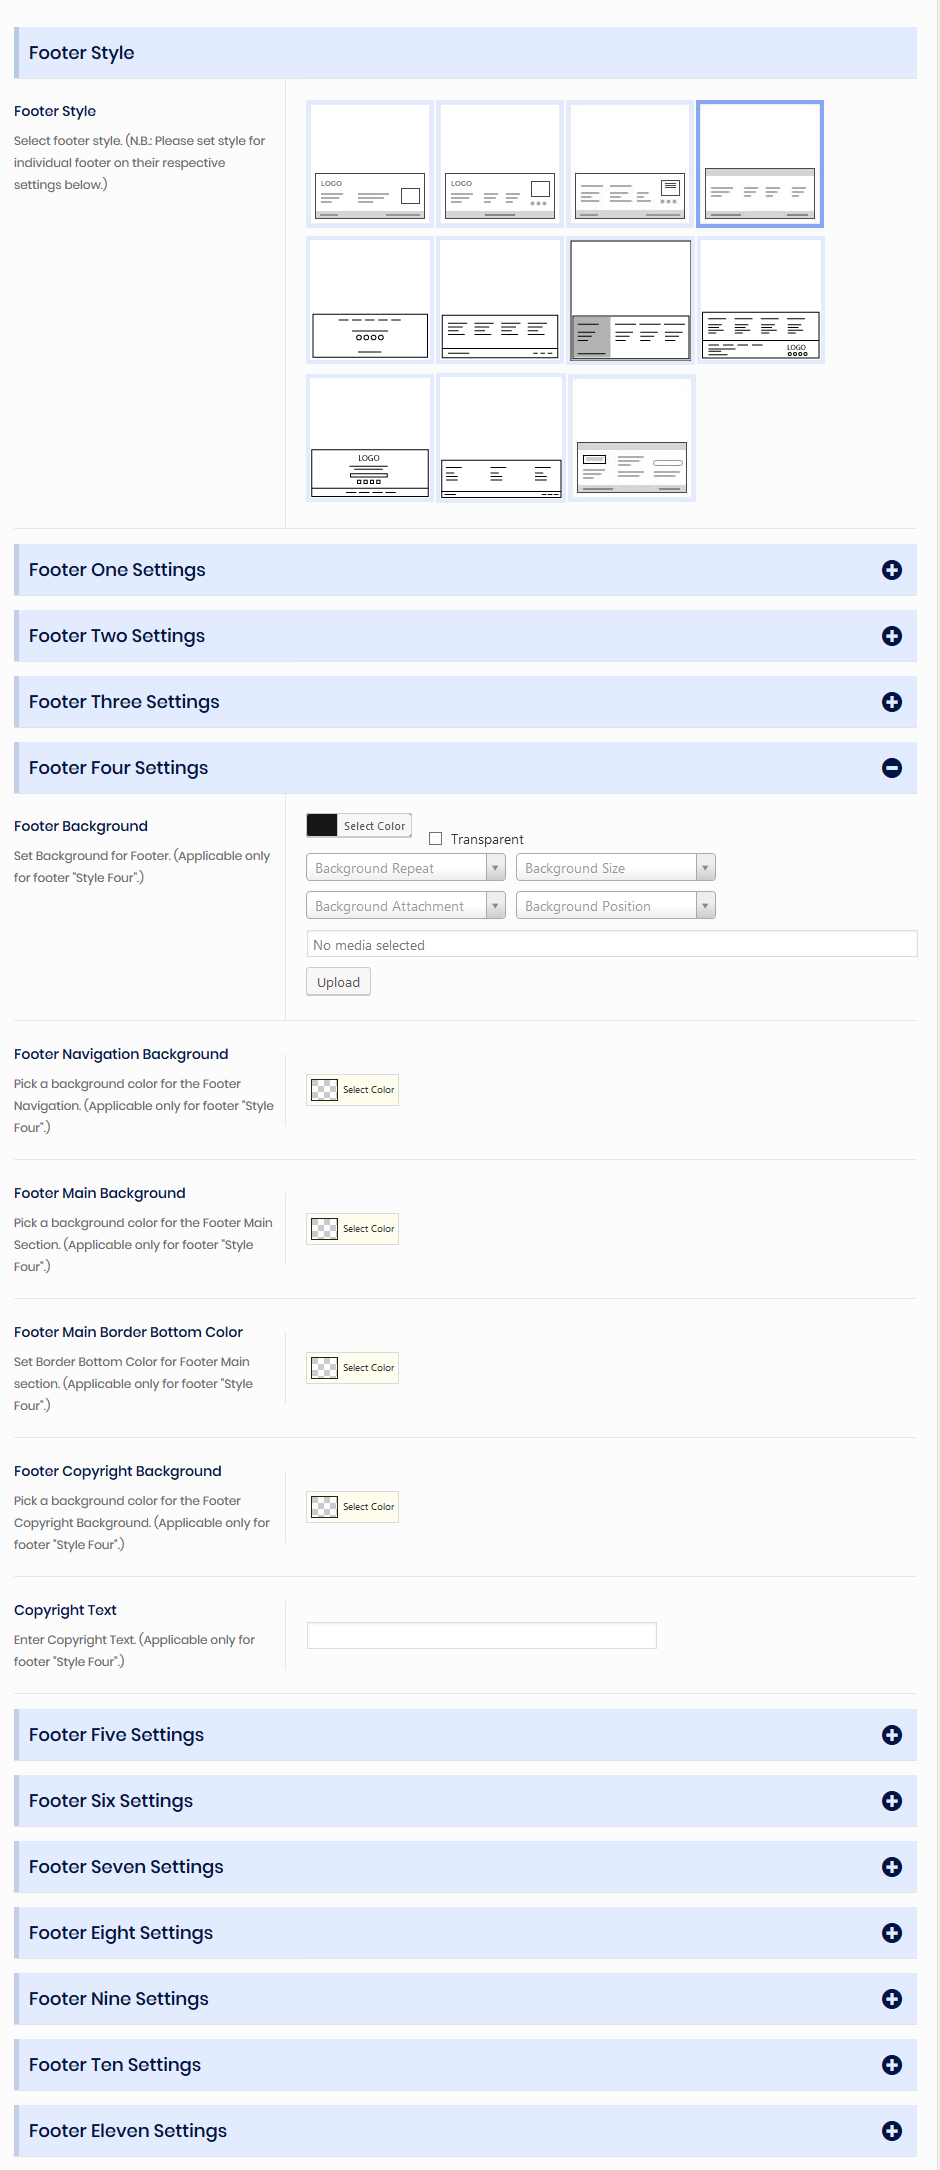 Footer Style
Footer Style
Select footer style. (N.B.: Please set style for
individual footer on their respective
settings below.)
LOGO
LOGO
LOGO
LOGO
Footer One Settings
Footer Two Settings
Footer Three Settings
Footer Four Settings
Footer Background
Set Background for Footer. (Applicable only
for footer "Style Four".)
Select Color
Transparent
Background Repeat
Background Size
Background Attachment
Background Position
No media selected
Upload
Footer Navigation Background
Pick a background color for the Footer
Navigation. (Applicable only for footer "Style
Four".)
Select Color
Footer Main Background
Pick a background color for the Footer Main
Section. (Applicable only for footer "Style
Four".)
Select Color
Footer Main Border Bottom Color
Set Border Bottom Color for Footer Main
section. (Applicable only for footer "Style
Four".)
Select Color
Footer Copyright Background
Pick a background color for the Footer
Copyright Background. (Applicable only for
footer "Style Four".)
Select Color
Copyright Text
Enter Copyright Text. (Applicable only for
footer "Style Four".)
Footer Five Settings
Footer Six Settings
Footer Seven Settings
Footer Eight Settings
Footer Nine Settings
Footer Ten Settings
Footer Eleven Settings